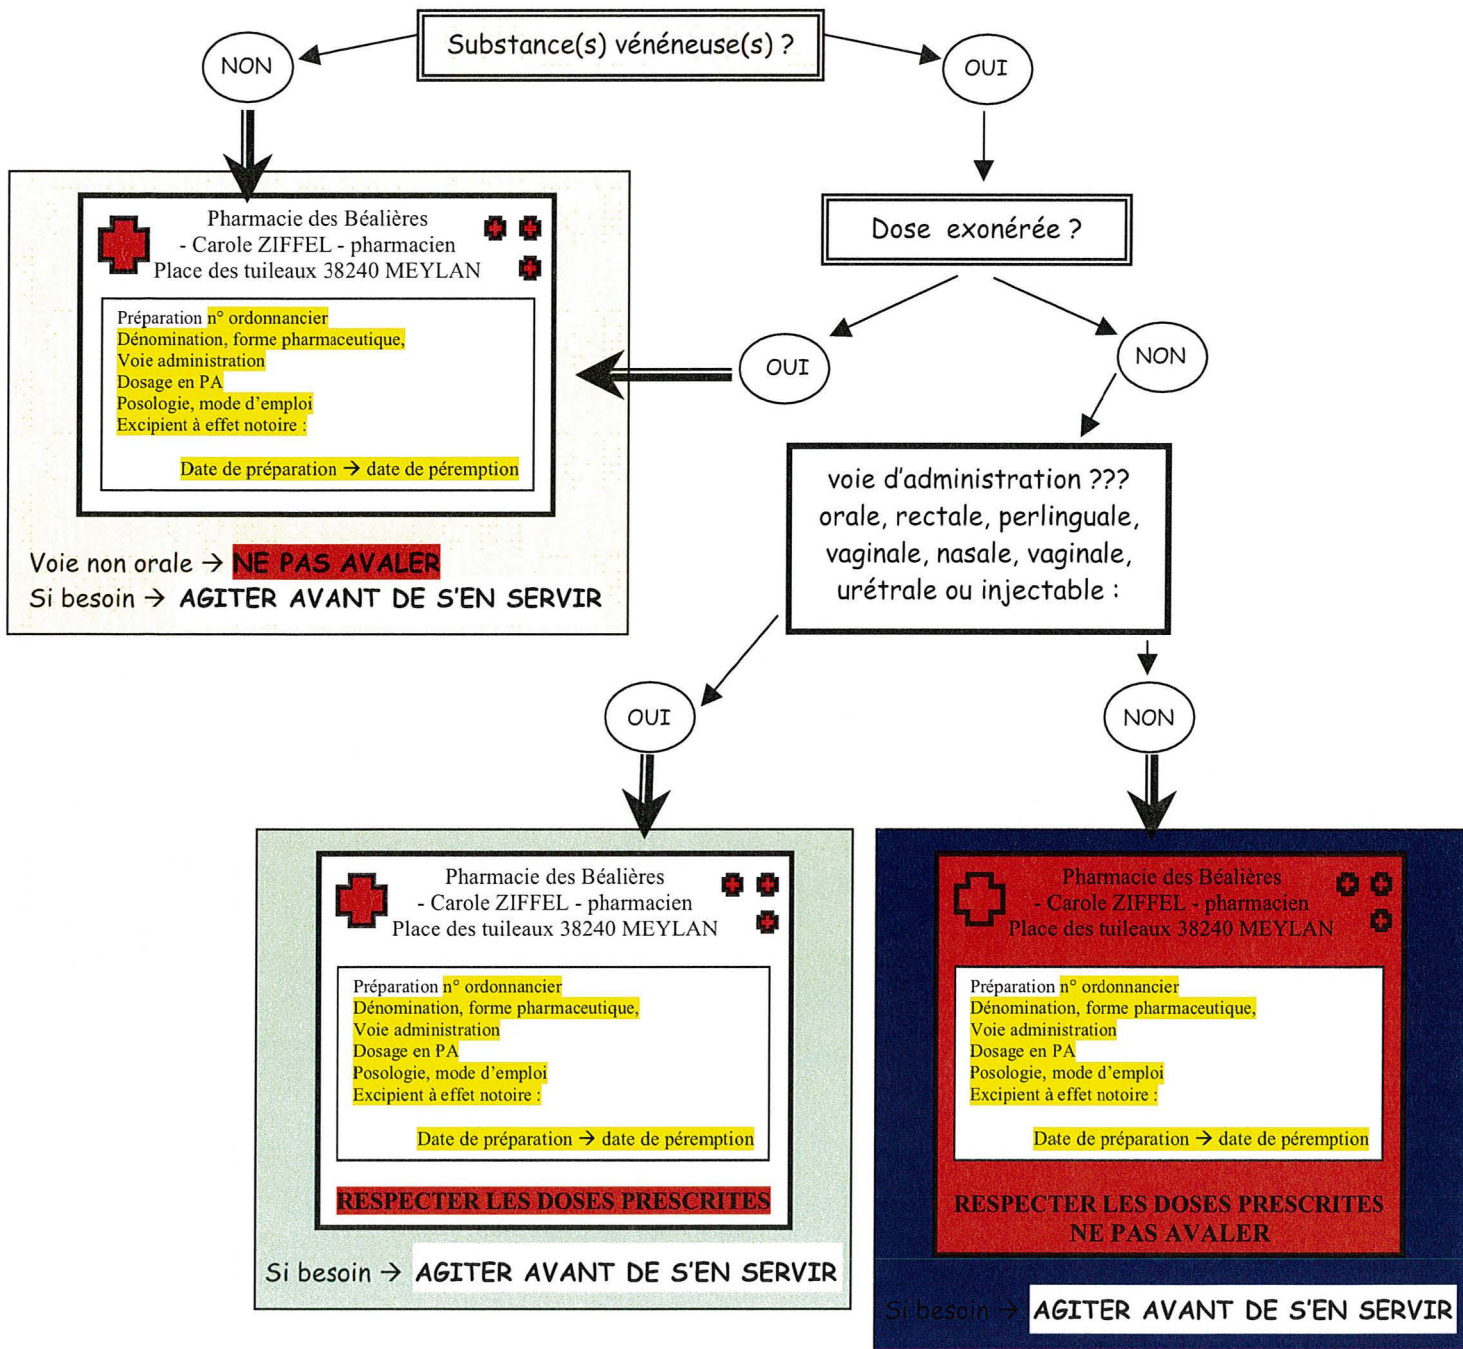 Substance(s) vénéneuse(s) ?
NON
OUI
Pharmacie des Béalières
- Carole ZIFFEL - pharmacien
Place des tuileaux 38240 MEYLAN
Préparation n° ordonnancier
Dénomination, forme pharmaceutique,
Voie administration
Dosage en PA
Posologie, mode d'emploi
Excipient à effet notoire :
Date de préparation → date de péremption
Voie non orale → NE PAS AVALER
Si besoin → AGITER AVANT DE S'EN SERVIR
Dose exonérée ?
OUI
NON
voie d'administration ???
orale, rectale, perlinguale,
vaginale, nasale, vaginale,
urétrale ou injectable :
OUI
NON
Pharmacie des Béalières
- Carole ZIFFEL - pharmacien
Place des tuileaux 38240 MEYLAN
Préparation n° ordonnancier
Dénomination, forme pharmaceutique,
Voie administration
Dosage en PA
Posologie, mode d'emploi
Excipient à effet notoire :
Date de préparation → date de péremption
RESPECTER LES DOSES PRESCRITES
Si besoin → AGITER AVANT DE S'EN SERVIR
Pharmacie des Béalières
- Carole ZIFFEL - pharmacien
Place des tuileaux 38240 MEYLAN
Préparation n° ordonnancier
Dénomination, forme pharmaceutique,
Voie administration
Dosage en PA
Posologie, mode d'emploi
Excipient à effet notoire :
Date de préparation → date de péremption
RESPECTER LES DOSES PRESCRITES
NE PAS AVALER
Si besoin → AGITER AVANT DE S'EN SERVIR